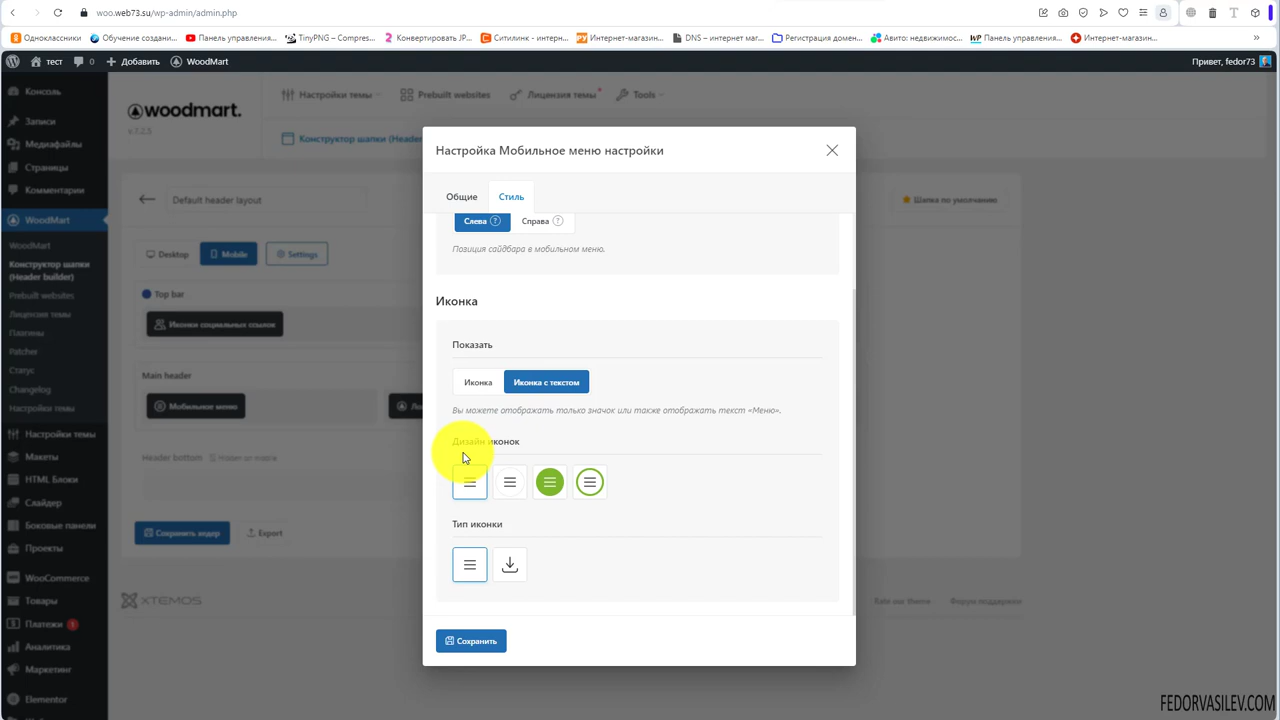 woo.web73.su/wp-admin/admin.php
Одноклассники
Обучение создани...
Панель управления...
TinyPNG – Compres...
Конвертировать JP...
Ситилинк - интерн...
Интернет-магазин...
DNS – интернет маг...
Регистрация домен...
Авито: недвижимос...
Панель управления...
Интернет-магазин...
тест
0
Добавить
WoodMart
Привет, fedor73
Консоль
Записи
Медиафайлы
Страницы
Комментарии
WoodMart
WoodMart
Конструктор шапки
(Header builder)
Prebuilt websites
Лицензия темы
Плагины
Patcher
Статус
Changelog
Настройки темы
Настройки темы
Макеты
HTML Блоки
Слайдер
Боковые панели
Проекты
WooCommerce
Товары
Платежи 1
Аналитика
Маркетинг
Elementor
woodmart.
v.7.2.5
Настройки темы
Prebuilt websites
Лицензия темы
Tools
Конструктор шапки (Header
Default header layout
Шапка по умолчанию
Desktop
Mobile
Settings
Top bar
Иконки социальных ссылок
Main header
Мобильное меню
Header bottom
Hidden on mobile
Сохранить хедер
Export
XTEMOS
Rate our theme
Форум поддержки
Настройка Мобильное меню настройки
Общие
Стиль
Слева
Справа
Позиция сайдбара в мобильном меню.
Иконка
Показать
Иконка
Иконка с текстом
Вы можете отображать только значок или также отображать текст «Меню».
Дизайн иконок
Тип иконки
Сохранить
FEDORVASILEV.COM